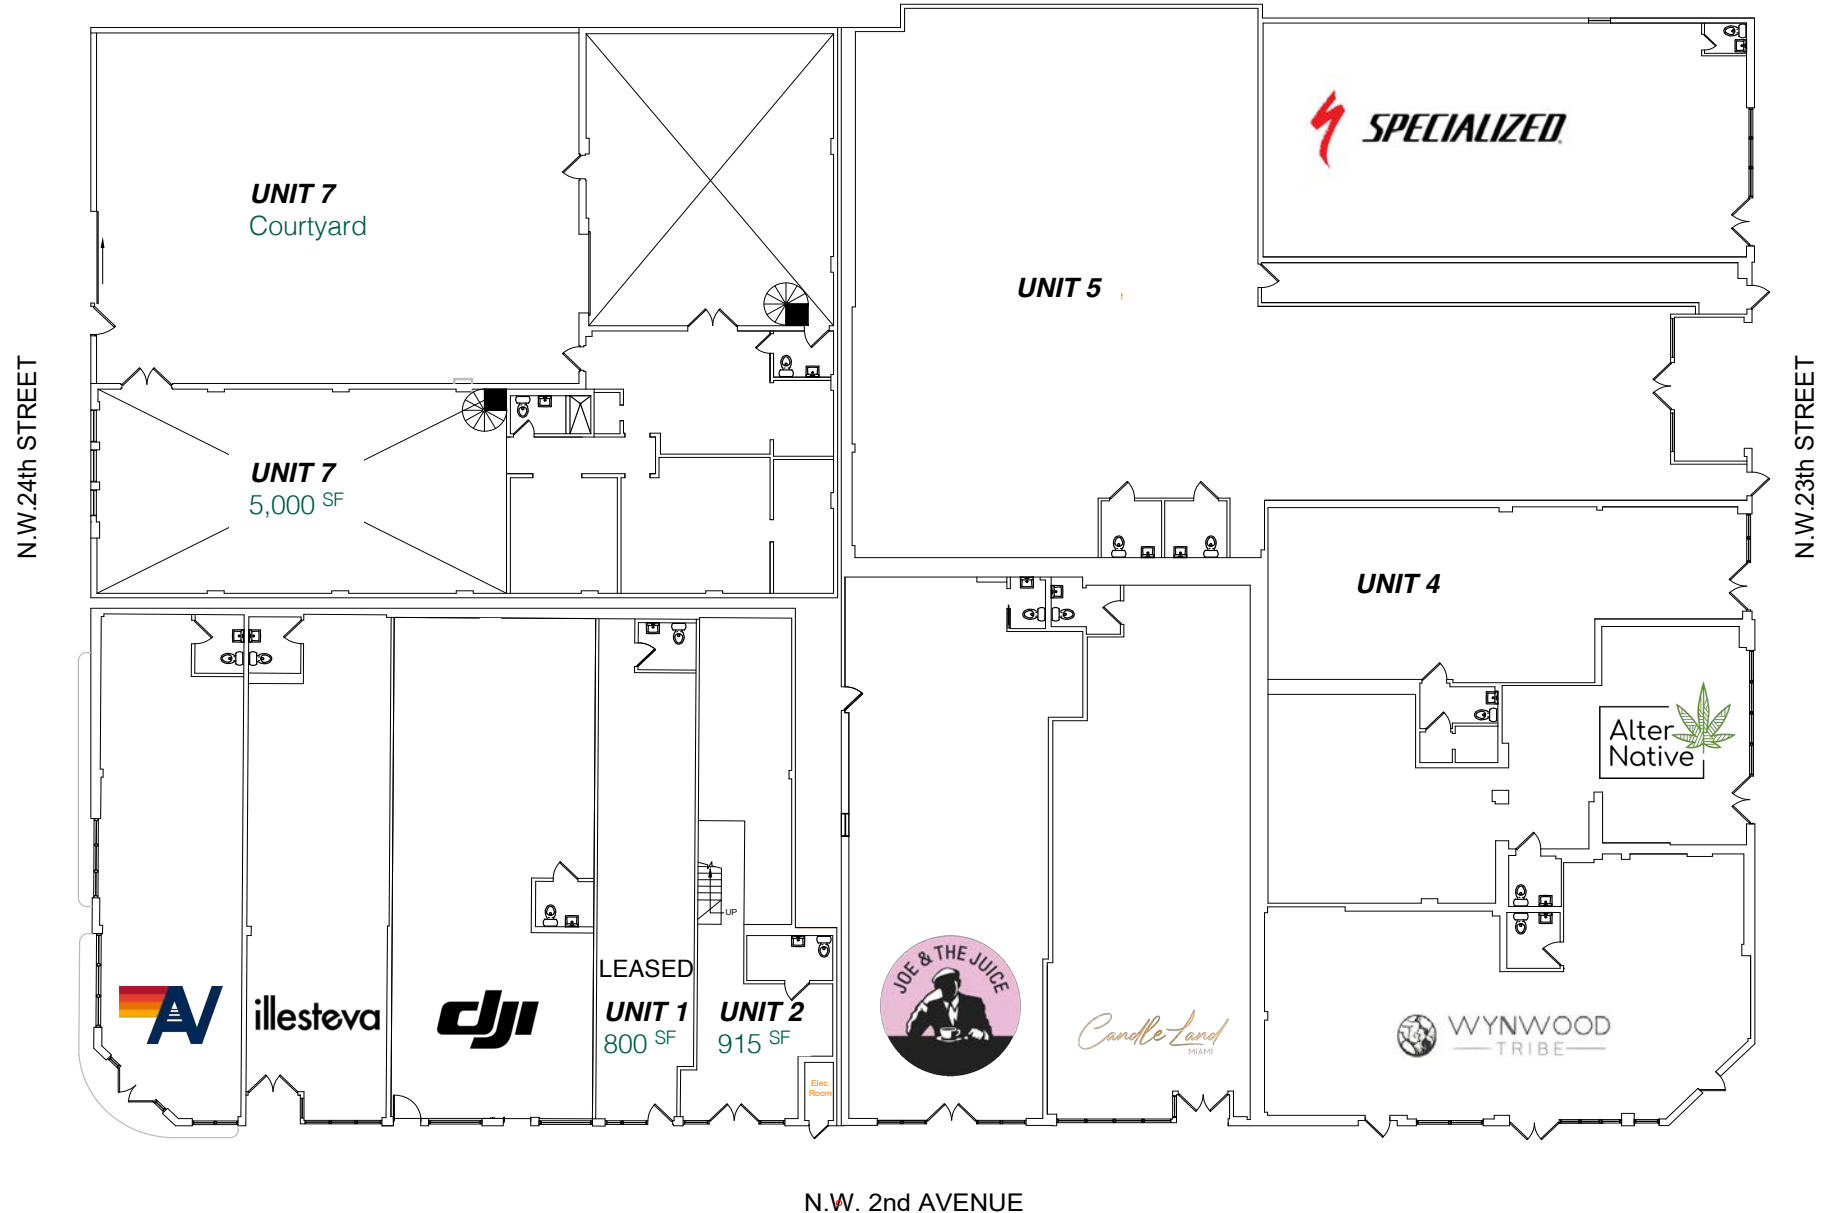 SPECIALIZED
UNIT 7
Courtyard
UNIT 5
N.W.24th STREET
N.W.23th STREET
UNIT 7
5,000 SF
UNIT 4
Alter
Native
UP
LEASED
UNIT 1
800 SF
UNIT 2
915 SF
AV
illesteva
dji
JOE & THE JUICE
Candle Land
MIAMI
WYNWOOD
TRIBE
Elec.
Room
N.W. 2nd AVENUE